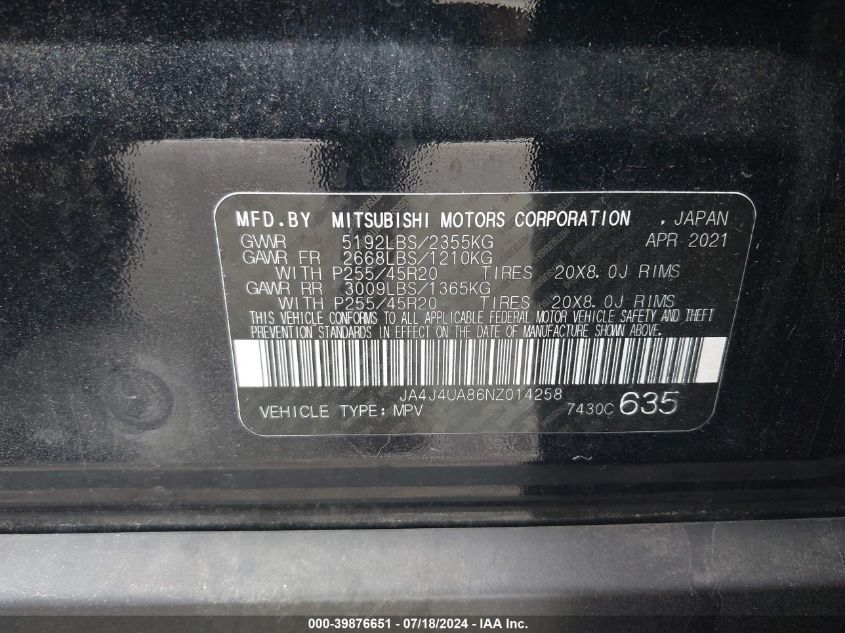 MFD.BY MITSUBISHI MOTORS CORPORATION , JAPAN
GVWR 5192LBS/2355KG APR 2021
GAWR FR 2668LBS/1210KG
WITH P255/45R20 TIRES 20X8.0J RIMS
GAWR RR 3009LBS/1365KG
WITH P255/45R20 TIRES 20X8.0J RIMS
THIS VEHICLE CONFORMS TO ALL APPLICABLE FEDERAL MOTOR VEHICLE SAFETY AND THEFT
PREVENTION STANDARDS IN EFFECT ON THE DATE OF MANUFACTURE SHOWN ABOVE.
JA4J4UA86NZ014258
VEHICLE TYPE: MPV 7430C 635
000-39876651 - 07/18/2024 - IAA Inc.